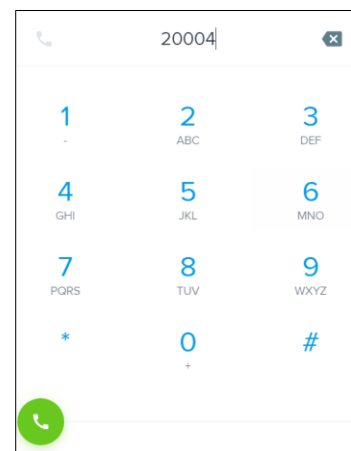 20004
1 2 3
- ABC DEF
4 5 6
GHI JKL MNO
7 8 9
PQRS TUV WXYZ
* 0 #
+